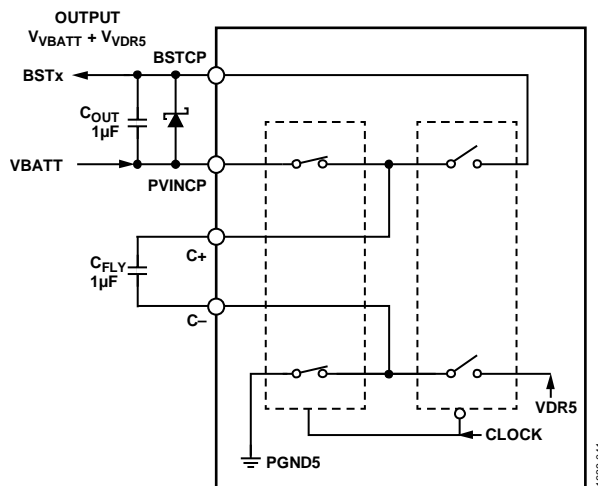 OUTPUT
VVBATT + VVDR5
BSTCP
BSTx
COUT
1µF
VBATT
PVINCP
C+
CFLY
1µF
C–
VDR5
CLOCK
PGND5